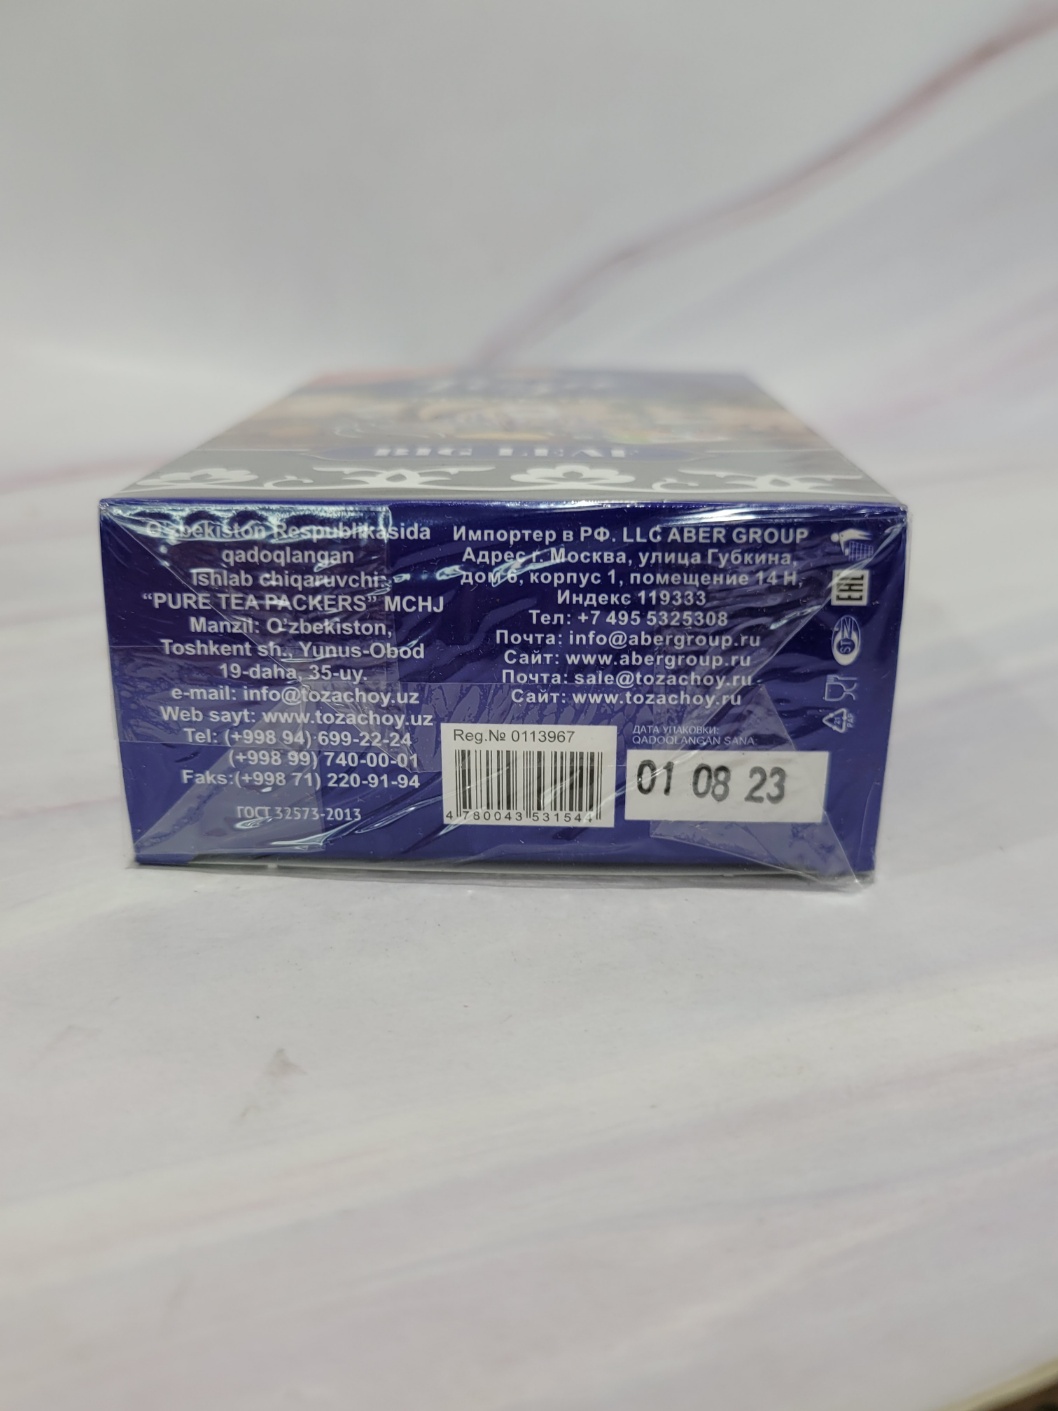 BIG LEAF
O'zbekiston Respublikasida
qadoqlangan
Ishlab chiqaruvchi:
“PURE TEA PACKERS” MCHJ
Manzil: O'zbekiston,
Toshkent sh., Yunus-Obod
19-daha, 35-uy.
e-mail: info@tozachoy.uz
Web sayt: www.tozachoy.uz
Tel: (+998 94) 699-22-24
(+998 99) 740-00-01
Faks:(+998 71) 220-91-94
ГОСТ 32573-2013
Импортер в РФ. LLC ABER GROUP
Адрес г. Москва, улица Губкина,
дом 6, корпус 1, помещение 14 Н,
Индекс 119333
Тел: +7 495 5325308
Почта: info@abergroup.ru
Сайт: www.abergroup.ru
Почта: sale@tozachoy.ru
Сайт: www.tozachoy.ru
Reg.№ 0113967
4 780043 531544
ДАТА УПАКОВКИ:
QADOQLANGAN SANA:
01 08 23
EAC
PAP